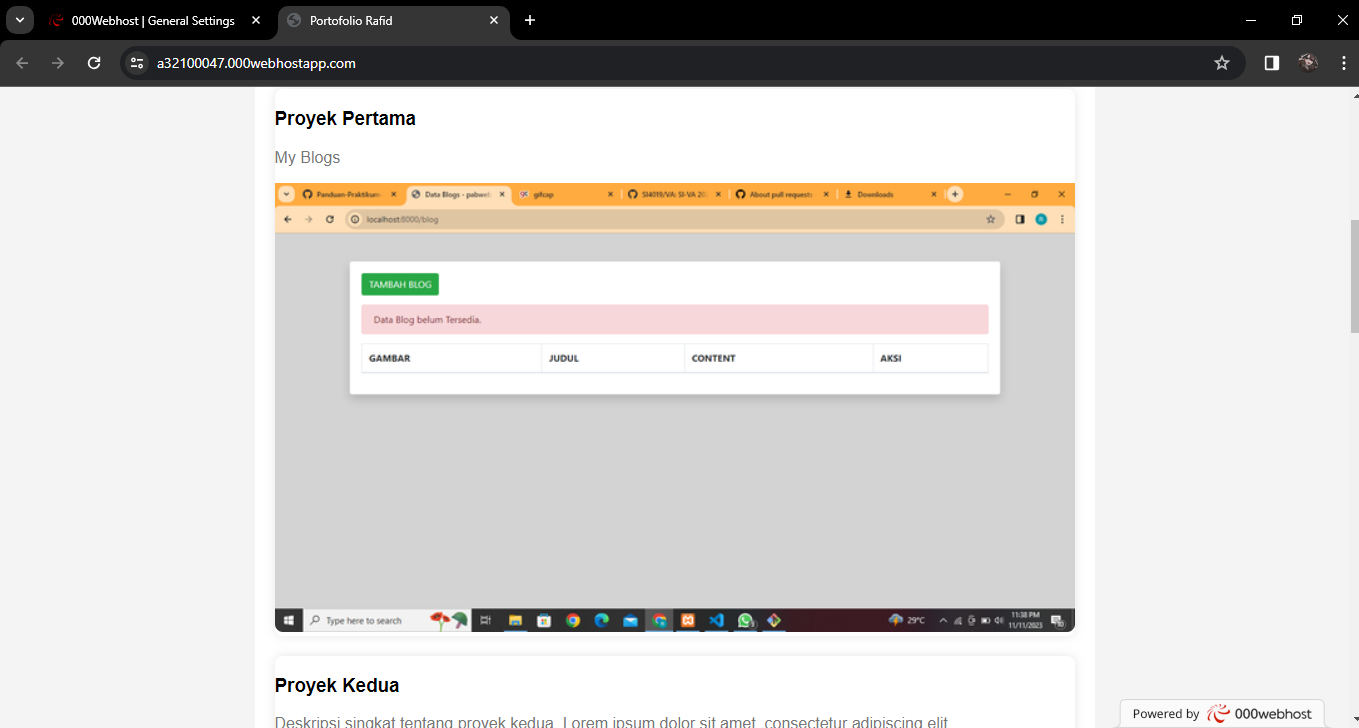 000Webhost | General Settings
Portofolio Rafid
a32100047.000webhostapp.com
Proyek Pertama
My Blogs
Panduan-Praktikum
Data Blogs - pabwel
gifcap
SI4019/VA: SI-VA 20
About pull requests
Downloads
localhost:8000/blog
TAMBAH BLOG
Data Blog belum Tersedia.
GAMBAR JUDUL CONTENT AKSI
Type here to search
29°C
11:38 PM
11/11/2023
Proyek Kedua
Deskripsi singkat tentang proyek kedua. Lorem ipsum dolor sit amet, consectetur adipiscing elit
Powered by 000webhost